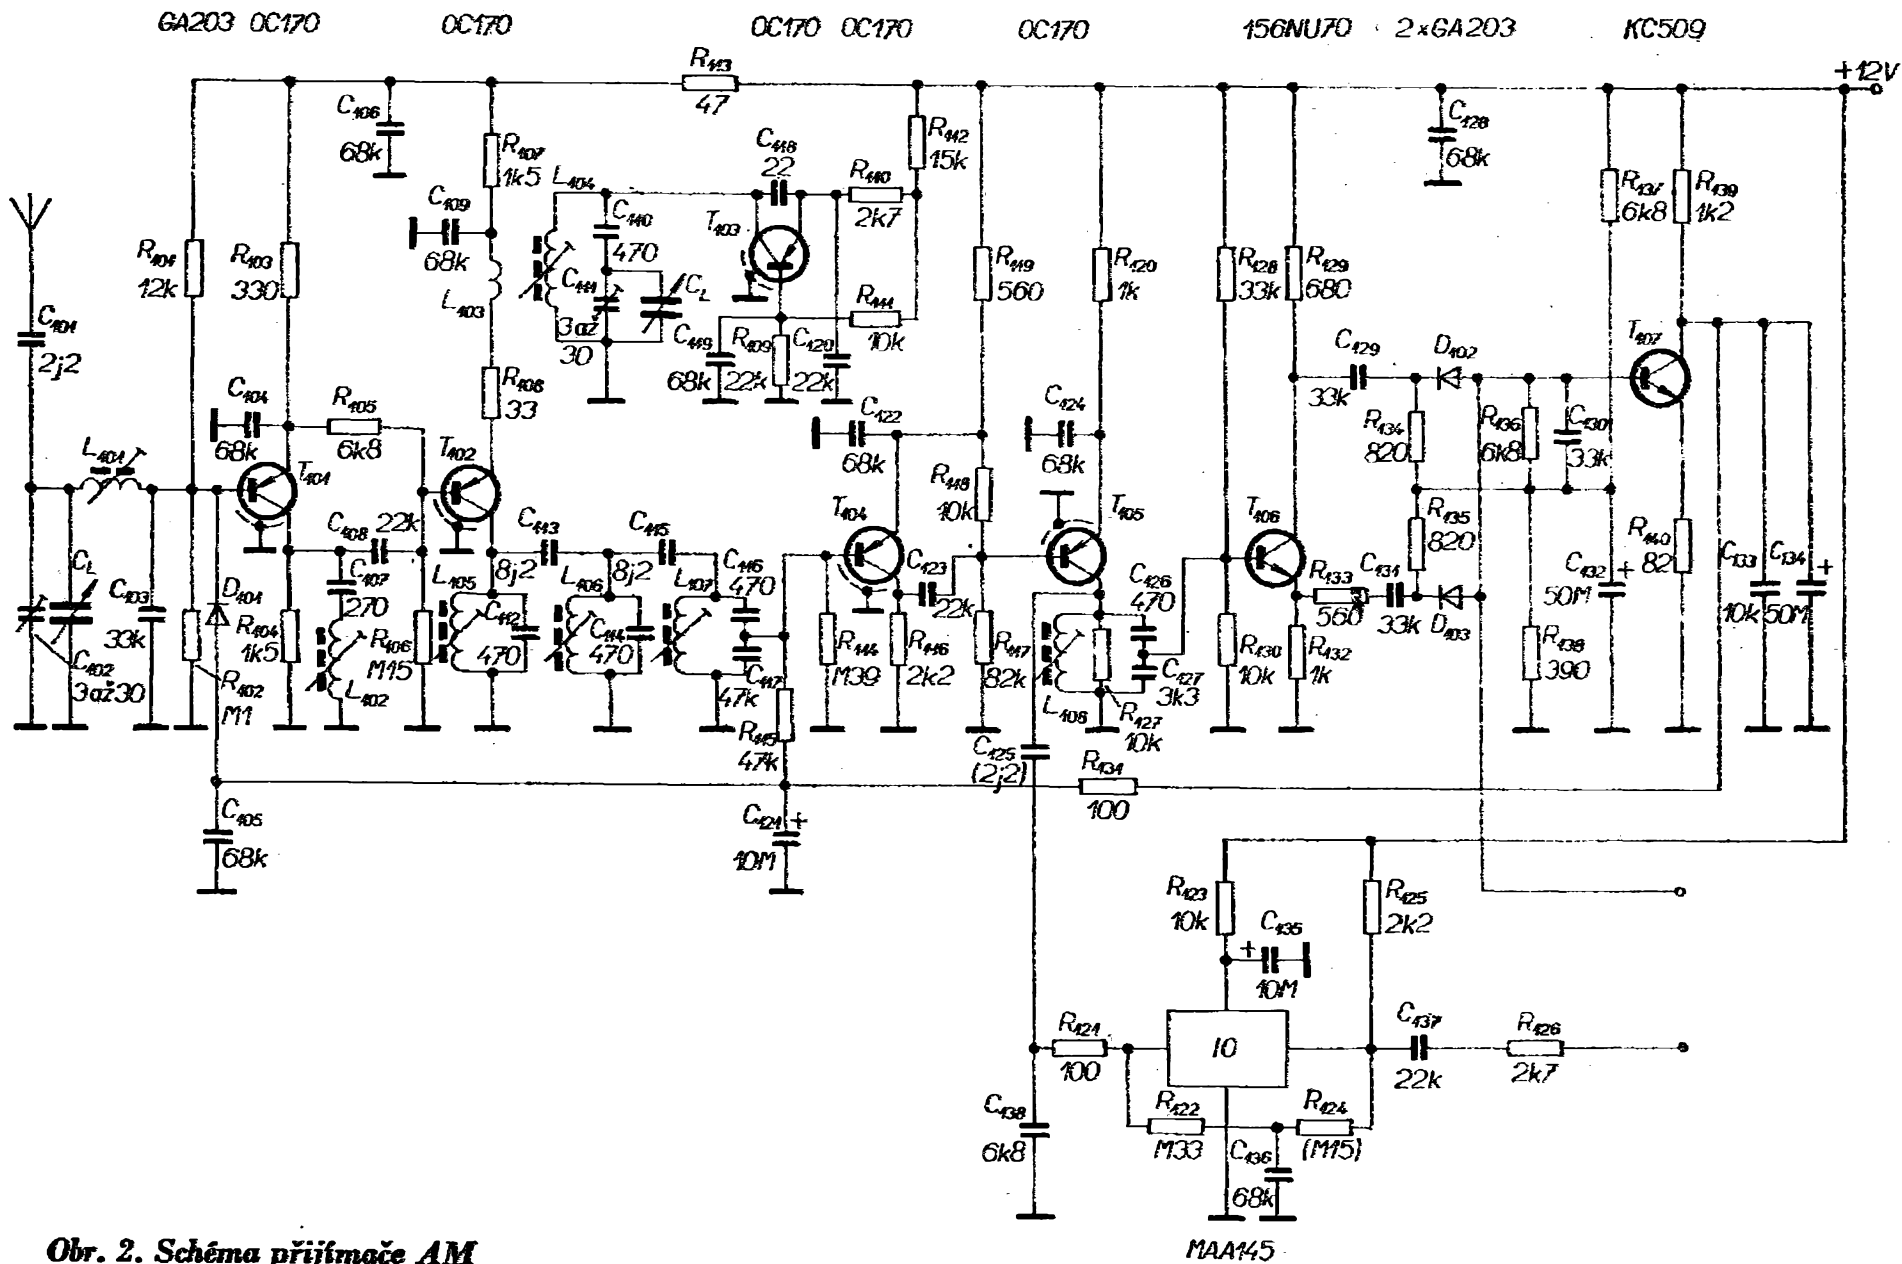 GA203 OC170
OC170
OC170 OC170
OC170
156NU70
2×GA203
KC509
+12V
R113
47
C106
68k
R107
1k5
C109
68k
L103
R108
33
L104
C110
470
C111
3až
30
CL
C118
22
T103
R110
2k7
R112
15k
R111
10k
C119
68k
R109
22k
C120
22k
R119
560
R120
1k
R128
33k
R129
680
C128
68k
R137
6k8
R139
1k2
R101
12k
R103
330
C101
2j2
C104
68k
R105
6k8
L101
T101
T102
C108
22k
C107
270
CL
C102
3až30
C103
33k
D101
R102
M1
R104
1k5
L102
R106
M15
C113
8j2
C115
8j2
L105
C112
470
L106
C114
470
L107
C116
470
C117
47k
R115
47k
C122
68k
T104
C123
22k
R114
M39
R116
2k2
R118
10k
R117
82k
C124
68k
T105
C126
470
C127
3k3
L108
R127
10k
C125
(2j2)
R131
100
T106
R130
10k
R132
1k
R133
560
C131
33k
D103
C129
33k
D102
R134
820
R135
820
R136
6k8
C130
33k
T107
R138
390
C132
50M
+
R140
82
C133
10k
C134
50M
+
C105
68k
C121
+
10M
R123
10k
C135
+
10M
R125
2k2
R121
100
IO
C137
22k
R126
2k7
C138
6k8
R122
M33
R124
(M15)
C136
68k
MAA145
Obr. 2. Schéma přijímače AM